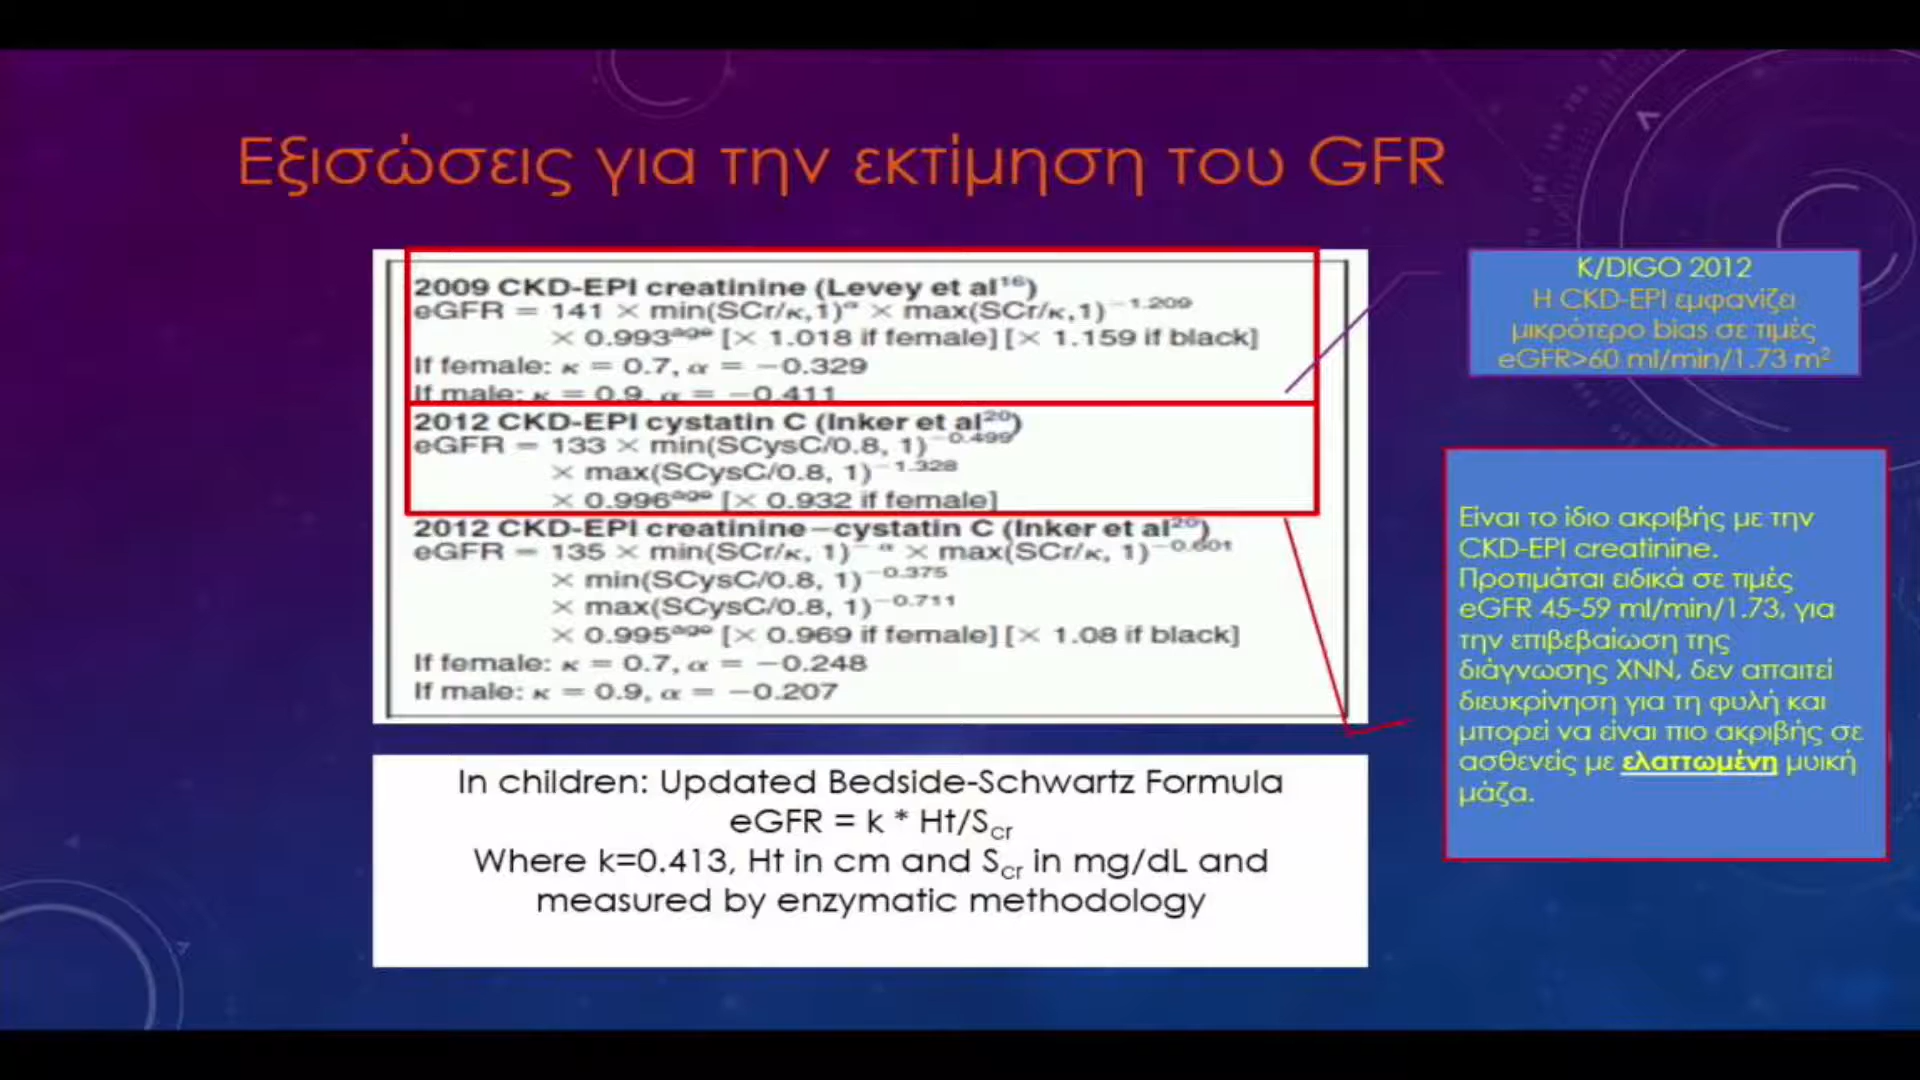 Εξισώσεις για την εκτίμηση του GFR
2009 CKD-EPI creatinine (Levey et al¹⁶)
eGFR = 141 × min(SCr/κ,1)^α × max(SCr/κ,1)^−1.209
× 0.993^age [× 1.018 if female] [× 1.159 if black]
If female: κ = 0.7, α = −0.329
If male: κ = 0.9, α = −0.411
2012 CKD-EPI cystatin C (Inker et al²⁰)
eGFR = 133 × min(SCysC/0.8, 1)^−0.499
× max(SCysC/0.8, 1)^−1.328
× 0.996^age [× 0.932 if female]
2012 CKD-EPI creatinine–cystatin C (Inker et al²⁰)
eGFR = 135 × min(SCr/κ, 1)^−α × max(SCr/κ, 1)^−0.601
× min(SCysC/0.8, 1)^−0.375
× max(SCysC/0.8, 1)^−0.711
× 0.995^age [× 0.969 if female] [× 1.08 if black]
If female: κ = 0.7, α = −0.248
If male: κ = 0.9, α = −0.207
In children: Updated Bedside-Schwartz Formula
eGFR = k * Ht/Scr
Where k=0.413, Ht in cm and Scr in mg/dL and
measured by enzymatic methodology
K/DIGO 2012
Η CKD-EPI εμφανίζει
μικρότερο bias σε τιμές
eGFR>60 ml/min/1.73 m²
Είναι το ίδιο ακριβής με την
CKD-EPI creatinine.
Προτιμάται ειδικά σε τιμές
eGFR 45-59 ml/min/1.73, για
την επιβεβαίωση της
διάγνωσης ΧΝΝ, δεν απαιτεί
διευκρίνηση για τη φυλή και
μπορεί να είναι πιο ακριβής σε
ασθενείς με ελαττωμένη μυική
μάζα.